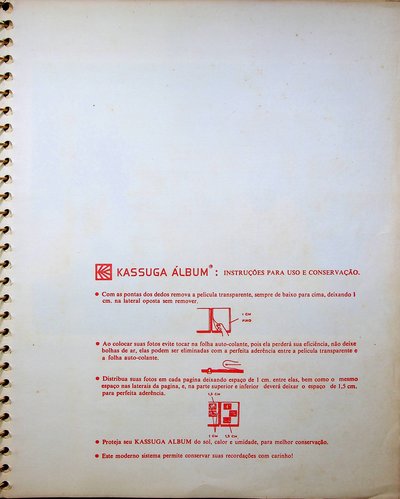 KASSUGA ÁLBUM® : INSTRUÇÕES PARA USO E CONSERVAÇÃO.
• Com as pontas dos dedos remova a película transparente, sempre de baixo para cima, deixando 1
cm. na lateral oposta sem remover.
1 CM
FIXO
• Ao colocar suas fotos evite tocar na folha auto-colante, pois ela perderá sua eficiência, não deixe
bolhas de ar, elas podem ser eliminadas com a perfeita aderência entre a película transparente e
a folha auto-colante.
• Distribua suas fotos em cada pagina deixando espaço de 1 cm. entre elas, bem como o mesmo
espaço nas laterais da pagina, e, na parte superior e inferior deverá deixar o espaço de 1,5 cm.
para perfeita aderência.
1,5 CM
1 CM 1,5 CM
• Proteja seu KASSUGA ALBUM do sol, calor e umidade, para melhor conservação.
• Este moderno sistema permite conservar suas recordações com carinho!